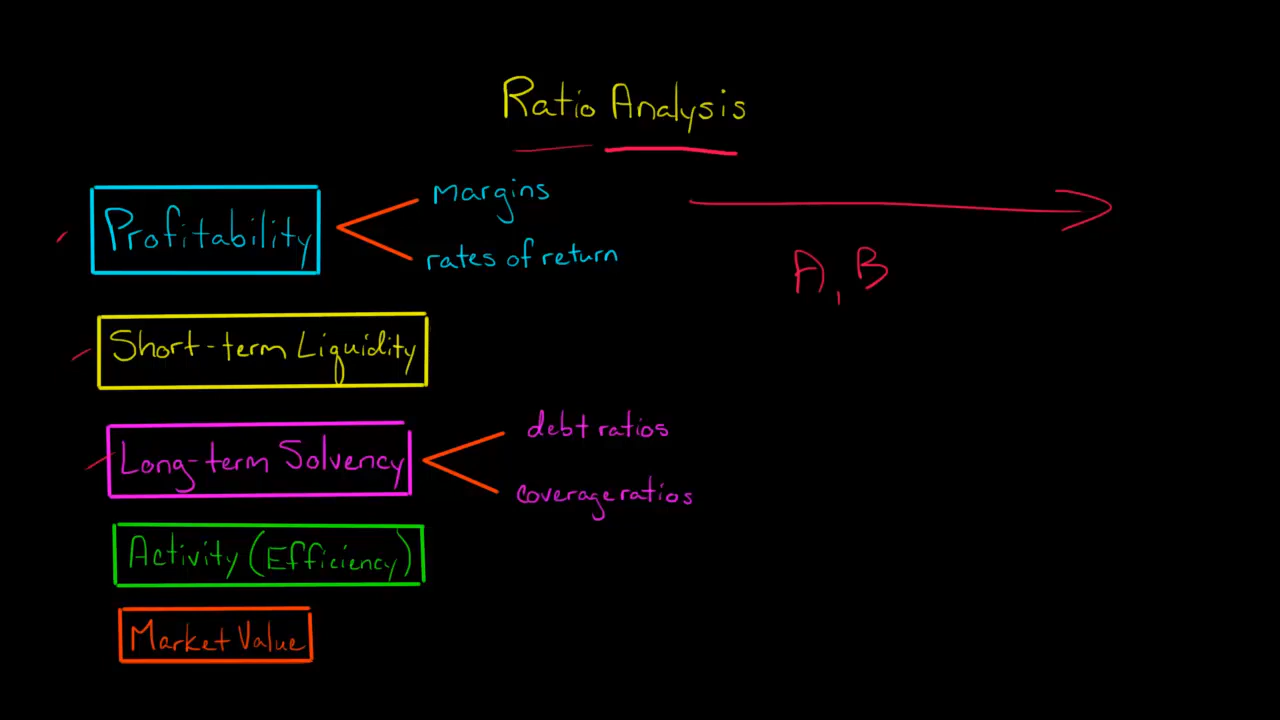 Ratio Analysis
Profitability
margins
rates of return
A, B
Short-term Liquidity
Long-term Solvency
debt ratios
coverage ratios
Activity (Efficiency)
Market Value